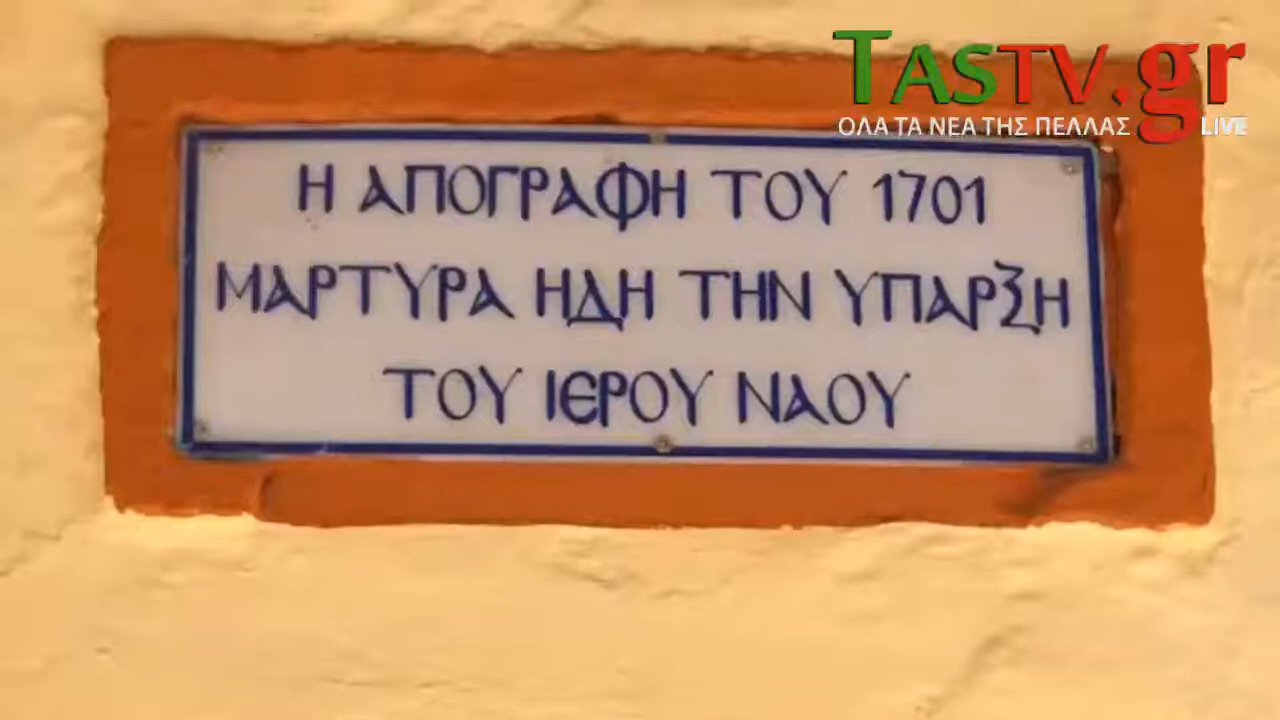 TASTV.gr
ΟΛΑ ΤΑ ΝΕΑ ΤΗΣ ΠΕΛΛΑΣ LIVE
Η ΑΠΟΓΡΑΦΗ ΤΟΥ 1701
ΜΑΡΤΥΡΑ ΗΔΗ ΤΗΝ ΥΠΑΡΞΗ
ΤΟΥ ΙΕΡΟΥ ΝΑΟΥ